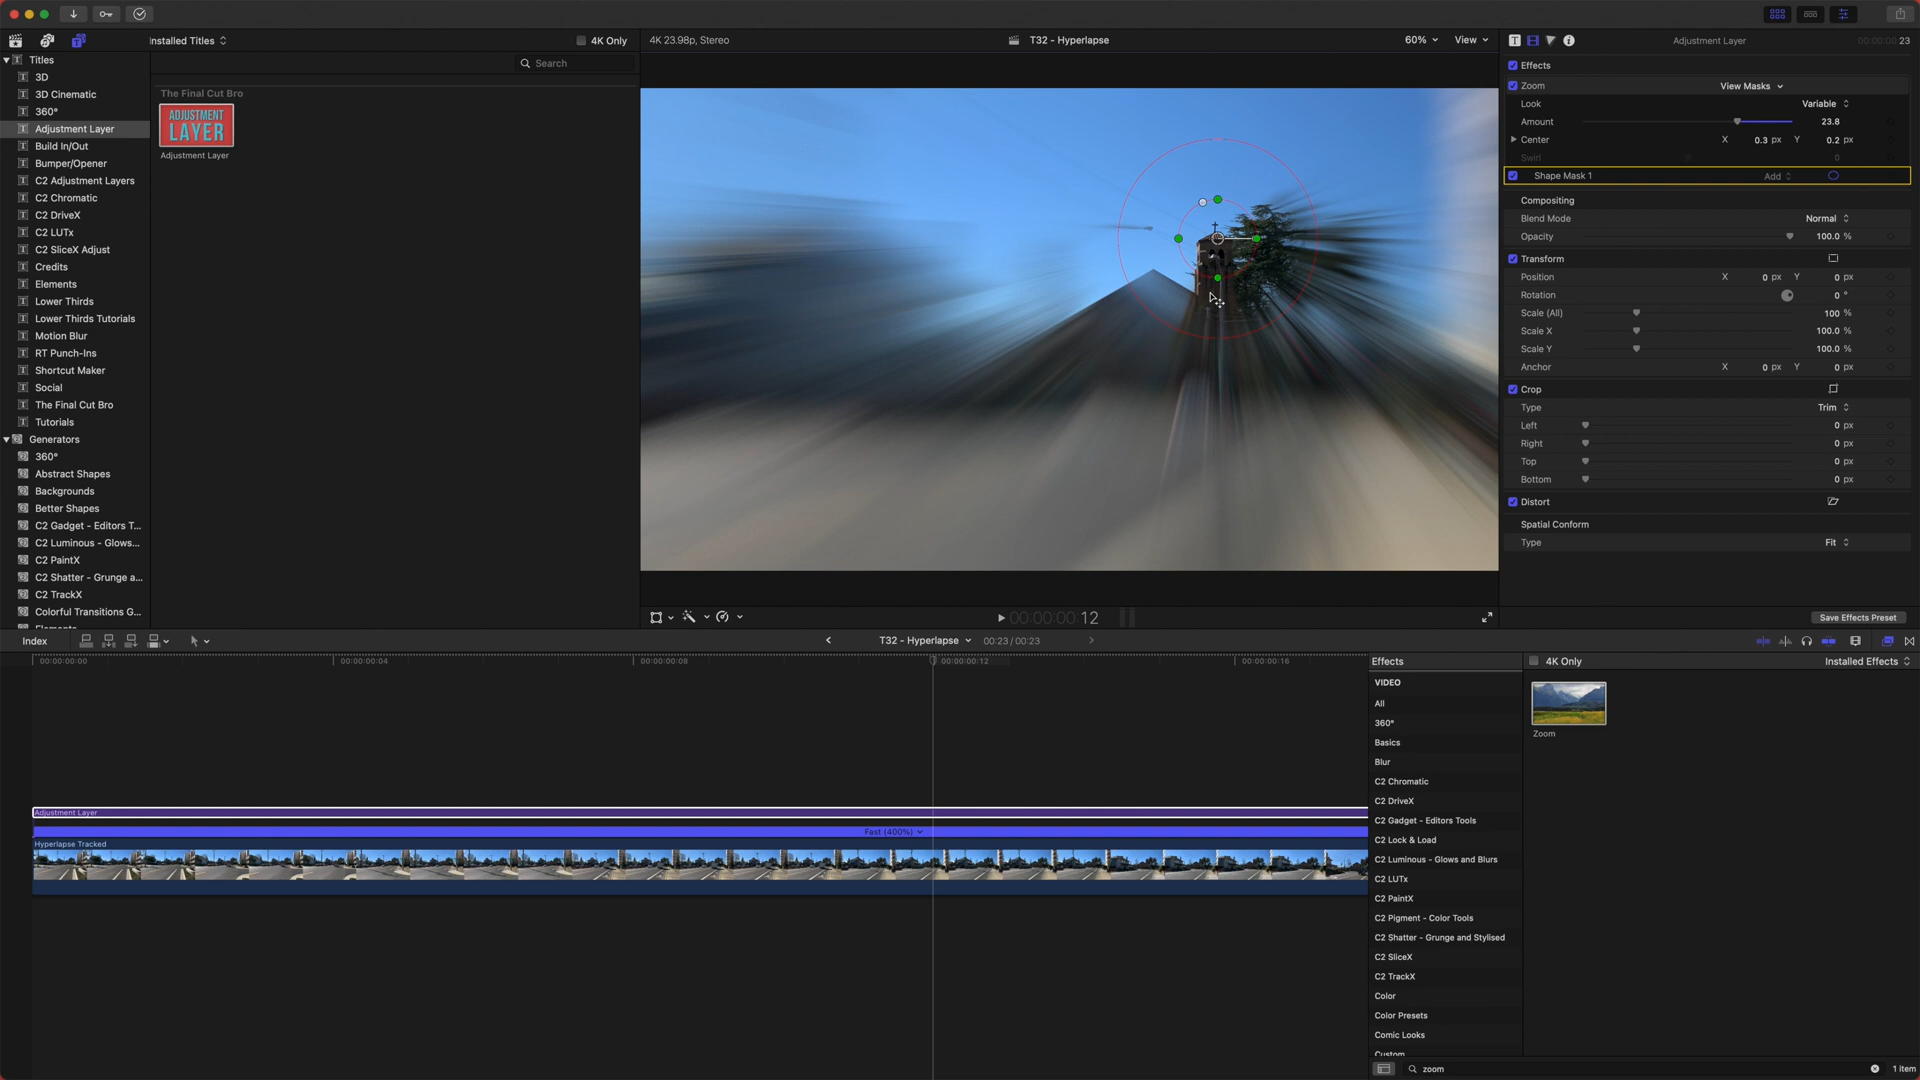 Installed Titles
4K Only
4K 23.98p, Stereo
T32 - Hyperlapse
60%
View
Adjustment Layer
00:00:00:00 23
Titles
3D
3D Cinematic
360°
Adjustment Layer
Build In/Out
Bumper/Opener
C2 Adjustment Layers
C2 Chromatic
C2 DriveX
C2 LUTx
C2 SliceX Adjust
Credits
Elements
Lower Thirds
Lower Thirds Tutorials
Motion Blur
RT Punch-Ins
Shortcut Maker
Social
The Final Cut Bro
Tutorials
Generators
360°
Abstract Shapes
Backgrounds
Better Shapes
C2 Gadget - Editors T...
C2 Luminous - Glows...
C2 PaintX
C2 Shatter - Grunge a...
C2 TrackX
Colorful Transitions G...
Search
The Final Cut Bro
ADJUSTMENT
LAYER
Adjustment Layer
Effects
Zoom
View Masks
Look
Variable
Amount
23.8
Center
X 0.3 px Y 0.2 px
Swirl
0
Shape Mask 1
Add
Compositing
Blend Mode
Normal
Opacity
100.0 %
Transform
Position
X 0 px Y 0 px
Rotation
0 °
Scale (All)
100 %
Scale X
100.0 %
Scale Y
100.0 %
Anchor
X 0 px Y 0 px
Crop
Type
Trim
Left
0 px
Right
0 px
Top
0 px
Bottom
0 px
Distort
Spatial Conform
Type
Fit
00:00:00:12
Save Effects Preset
Index
T32 - Hyperlapse
00:23 / 00:23
00:00:00:00
00:00:00:04
00:00:00:08
00:00:00:12
00:00:00:16
Adjustment Layer
Fast (400%)
Hyperlapse Tracked
Effects
4K Only
Installed Effects
VIDEO
All
360°
Basics
Blur
C2 Chromatic
C2 DriveX
C2 Gadget - Editors Tools
C2 Lock & Load
C2 Luminous - Glows and Blurs
C2 LUTx
C2 PaintX
C2 Pigment - Color Tools
C2 Shatter - Grunge and Stylised
C2 SliceX
C2 TrackX
Color
Color Presets
Comic Looks
Custom
Zoom
zoom
1 item